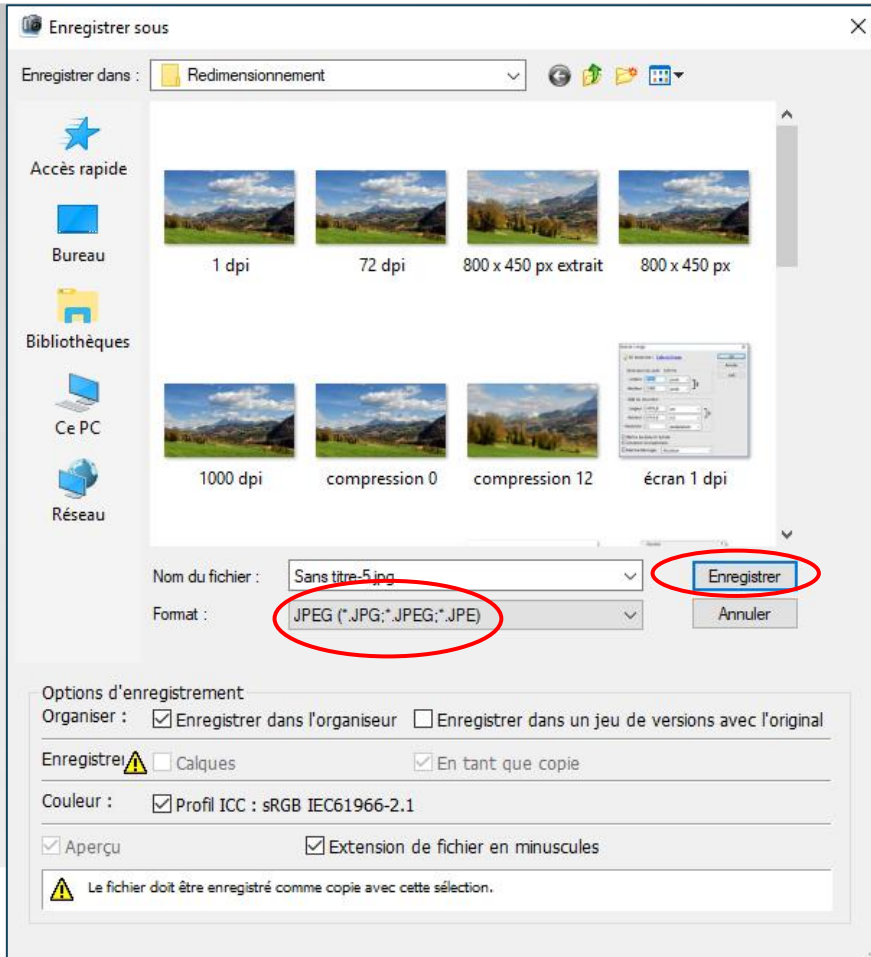 Enregistrer sous
Enregistrer dans : Redimensionnement
Accès rapide
Bureau
Bibliothèques
Ce PC
Réseau
1 dpi 72 dpi 800 x 450 px extrait 800 x 450 px
1000 dpi compression 0 compression 12 écran 1 dpi
Nom du fichier : Sans titre-5.jpg Enregistrer
Format : JPEG (*.JPG;*.JPEG;*.JPE) Annuler
Options d'enregistrement
Organiser : Enregistrer dans l'organiseur Enregistrer dans un jeu de versions avec l'original
Enregistrer Calques En tant que copie
Couleur : Profil ICC : sRGB IEC61966-2.1
Aperçu Extension de fichier en minuscules
Le fichier doit être enregistré comme copie avec cette sélection.